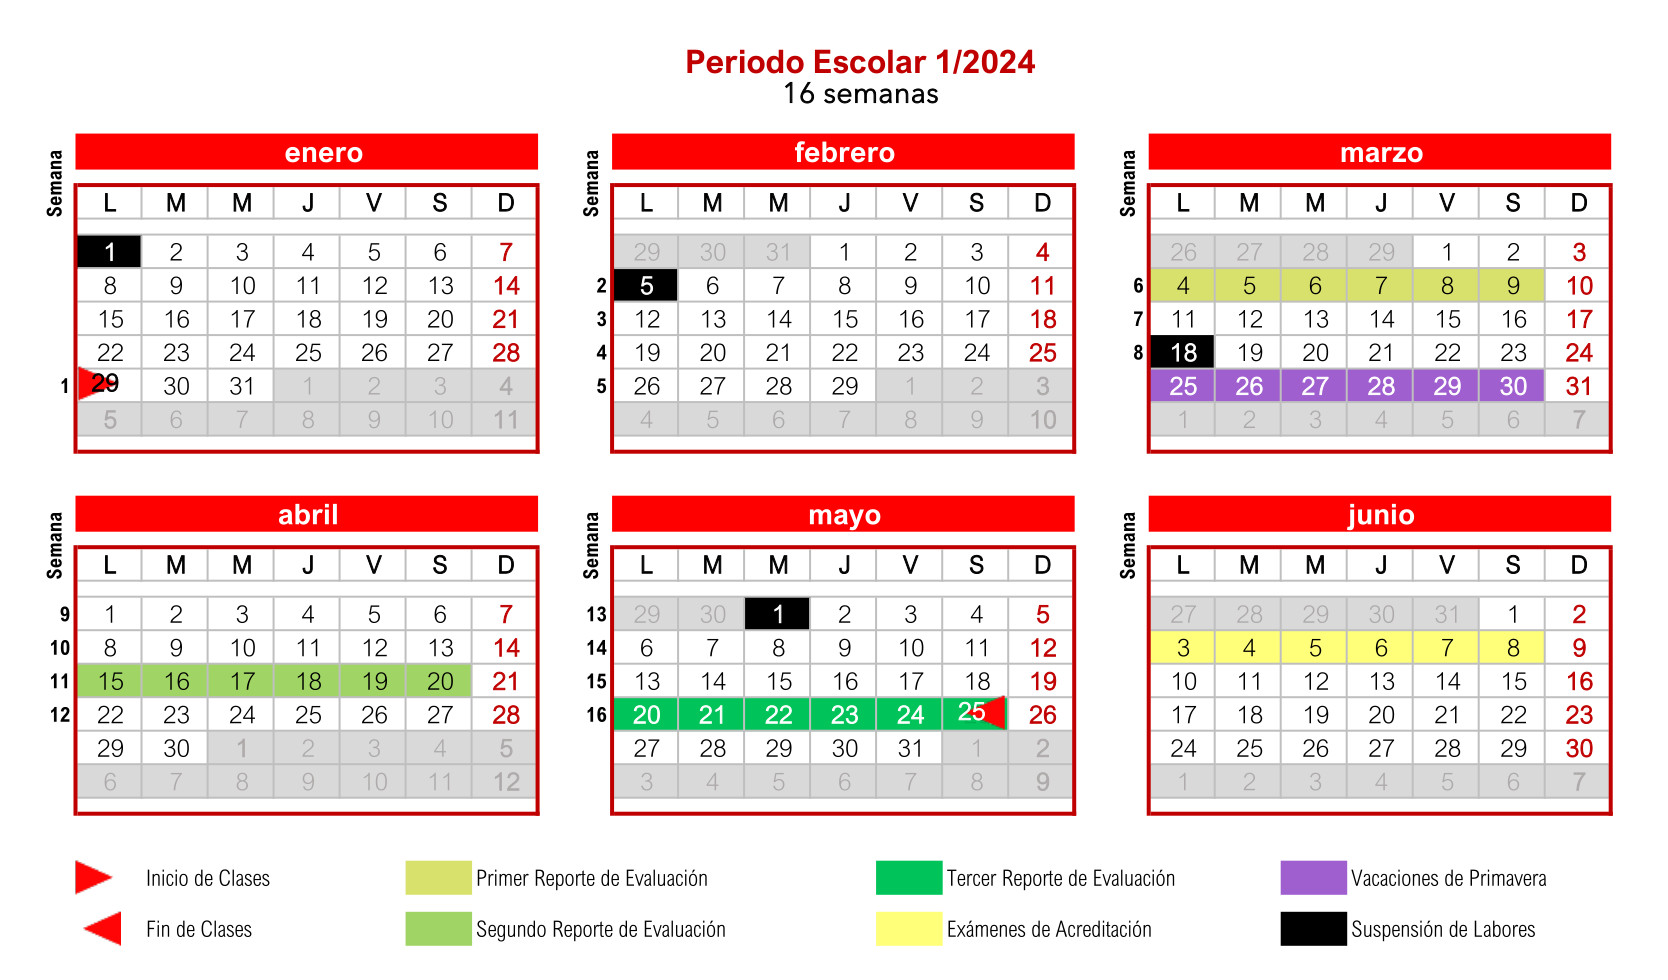 Periodo Escolar 1/2024
16 semanas
enero
Semana
L M M J V S D
1 2 3 4 5 6 7
8 9 10 11 12 13 14
15 16 17 18 19 20 21
22 23 24 25 26 27 28
1 29 30 31 1 2 3 4
5 6 7 8 9 10 11
febrero
Semana
L M M J V S D
29 30 31 1 2 3 4
2 5 6 7 8 9 10 11
3 12 13 14 15 16 17 18
4 19 20 21 22 23 24 25
5 26 27 28 29 1 2 3
4 5 6 7 8 9 10
marzo
Semana
L M M J V S D
26 27 28 29 1 2 3
6 4 5 6 7 8 9 10
7 11 12 13 14 15 16 17
8 18 19 20 21 22 23 24
25 26 27 28 29 30 31
1 2 3 4 5 6 7
abril
Semana
L M M J V S D
9 1 2 3 4 5 6 7
10 8 9 10 11 12 13 14
11 15 16 17 18 19 20 21
12 22 23 24 25 26 27 28
29 30 1 2 3 4 5
6 7 8 9 10 11 12
mayo
Semana
L M M J V S D
13 29 30 1 2 3 4 5
14 6 7 8 9 10 11 12
15 13 14 15 16 17 18 19
16 20 21 22 23 24 25 26
27 28 29 30 31 1 2
3 4 5 6 7 8 9
junio
Semana
L M M J V S D
27 28 29 30 31 1 2
3 4 5 6 7 8 9
10 11 12 13 14 15 16
17 18 19 20 21 22 23
24 25 26 27 28 29 30
1 2 3 4 5 6 7
Inicio de Clases
Primer Reporte de Evaluación
Tercer Reporte de Evaluación
Vacaciones de Primavera
Fin de Clases
Segundo Reporte de Evaluación
Exámenes de Acreditación
Suspensión de Labores